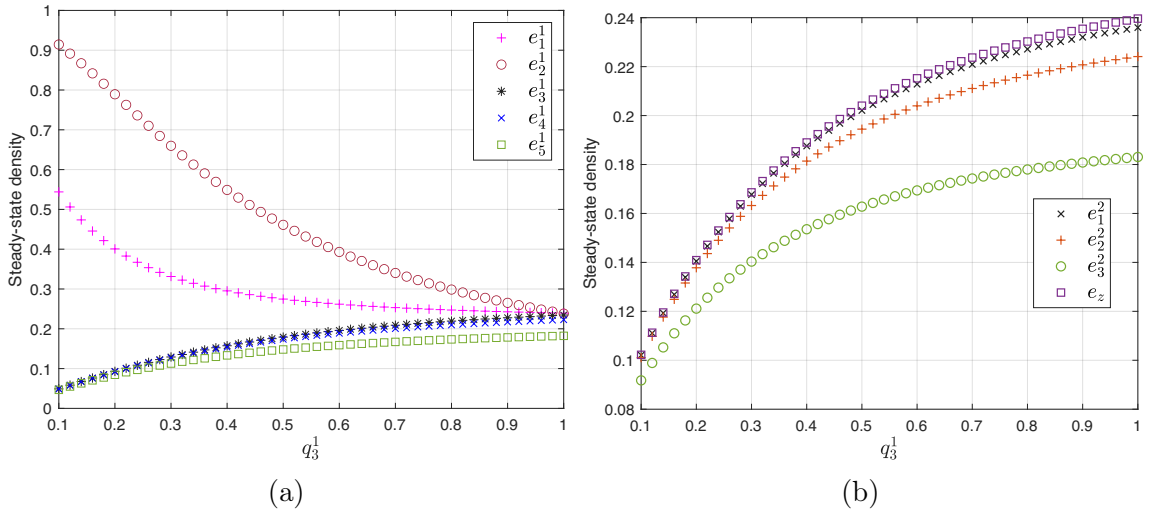 Steady-state density
1
0.9
0.8
0.7
0.6
0.5
0.4
0.3
0.2
0.1
0
0.1 0.2 0.3 0.4 0.5 0.6 0.7 0.8 0.9 1
q_3^1
e_1^1
e_2^1
e_3^1
e_4^1
e_5^1
(a)
Steady-state density
0.24
0.22
0.2
0.18
0.16
0.14
0.12
0.1
0.08
0.1 0.2 0.3 0.4 0.5 0.6 0.7 0.8 0.9 1
q_3^1
e_1^2
e_2^2
e_3^2
e_z
(b)